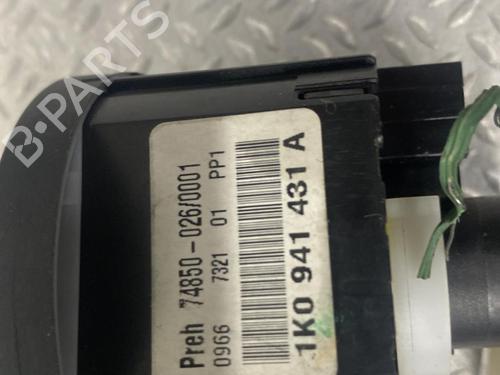 B-PARTS
Preh 74850-026/0001
0966 7321 01 PP1
1K0 941 431 A